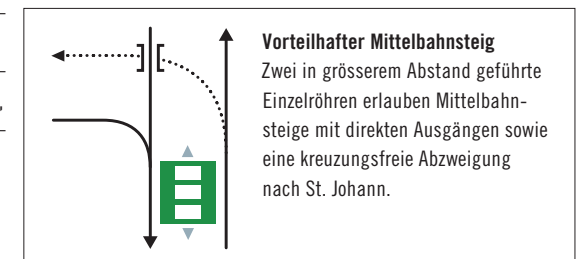 Vorteilhafter Mittelbahnsteig
Zwei in grösserem Abstand geführte
Einzelröhren erlauben Mittelbahn-
steige mit direkten Ausgängen sowie
eine kreuzungsfreie Abzweigung
nach St. Johann.